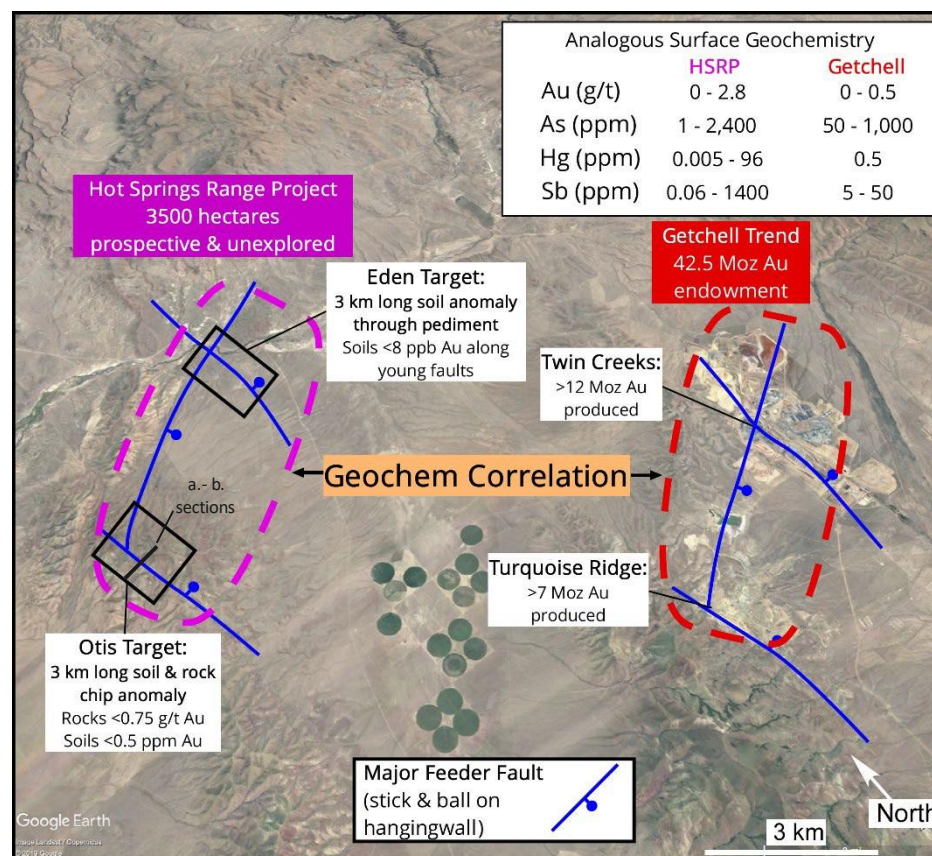 Analogous Surface Geochemistry
HSRP Getchell
Au (g/t) 0 - 2.8 0 - 0.5
As (ppm) 1 - 2,400 50 - 1,000
Hg (ppm) 0.005 - 96 0.5
Sb (ppm) 0.06 - 1400 5 - 50
Hot Springs Range Project
3500 hectares
prospective & unexplored
Getchell Trend
42.5 Moz Au
endowment
Eden Target:
3 km long soil anomaly
through pediment
Soils <8 ppb Au along
young faults
Twin Creeks:
>12 Moz Au
produced
Geochem Correlation
a.- b.
sections
Turquoise Ridge:
>7 Moz Au
produced
Otis Target:
3 km long soil & rock
chip anomaly
Rocks <0.75 g/t Au
Soils <0.5 ppm Au
Major Feeder Fault
(stick & ball on
hangingwall)
North
3 km
Google Earth
Image Landsat / Copernicus
© 2019 Google